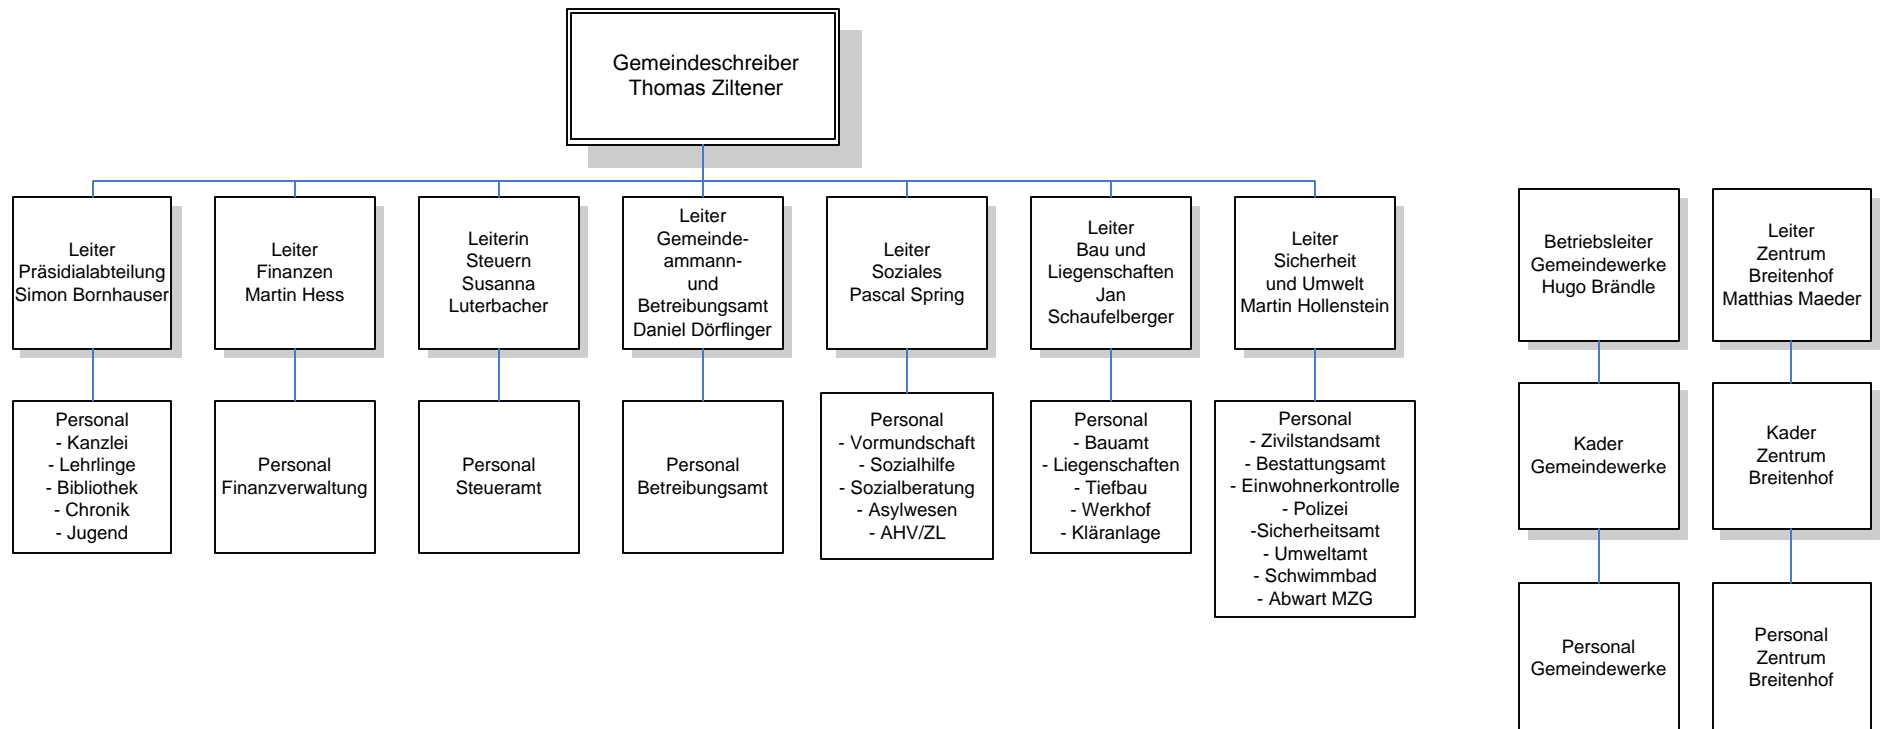 Gemeindeschreiber
Thomas Ziltener
Leiter
Präsidialabteilung
Simon Bornhauser
Leiter
Finanzen
Martin Hess
Leiterin
Steuern
Susanna
Luterbacher
Leiter
Gemeinde-
ammann-
und
Betreibungsamt
Daniel Dörflinger
Leiter
Soziales
Pascal Spring
Leiter
Bau und
Liegenschaften
Jan
Schaufelberger
Leiter
Sicherheit
und Umwelt
Martin Hollenstein
Betriebsleiter
Gemeindewerke
Hugo Brändle
Leiter
Zentrum
Breitenhof
Matthias Maeder
Personal
- Kanzlei
- Lehrlinge
- Bibliothek
- Chronik
- Jugend
Personal
Finanzverwaltung
Personal
Steueramt
Personal
Betreibungsamt
Personal
- Vormundschaft
- Sozialhilfe
- Sozialberatung
- Asylwesen
- AHV/ZL
Personal
- Bauamt
- Liegenschaften
- Tiefbau
- Werkhof
- Kläranlage
Personal
- Zivilstandsamt
- Bestattungsamt
- Einwohnerkontrolle
- Polizei
-Sicherheitsamt
- Umweltamt
- Schwimmbad
- Abwart MZG
Kader
Gemeindewerke
Kader
Zentrum
Breitenhof
Personal
Gemeindewerke
Personal
Zentrum
Breitenhof